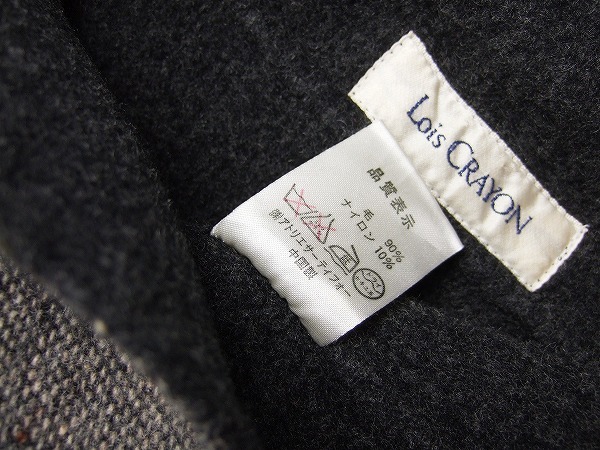 Lois CRAYON
品質表示
毛 90%
ナイロン 10%
㈱アトリエサーティフォー
中国製